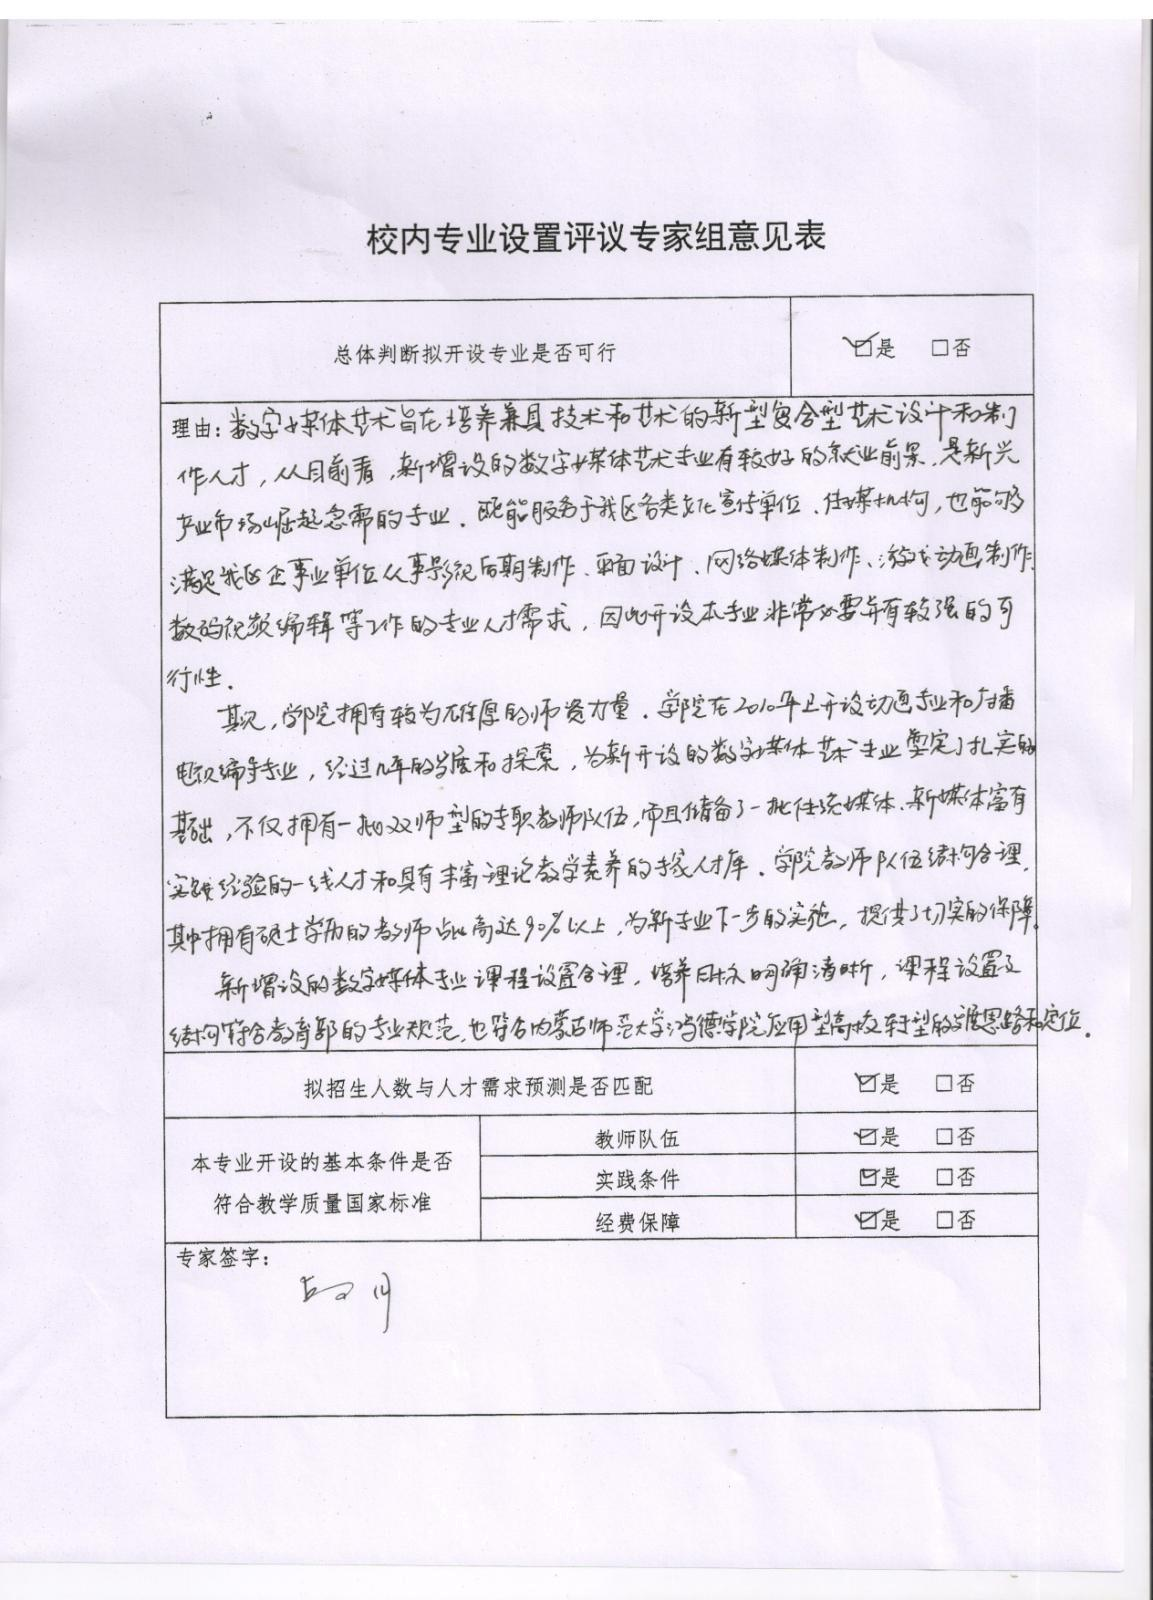 校内专业设置评议专家组意见表
总体判断拟开设专业是否可行 ☑是 □否
理由：数字媒体艺术旨在培养兼具技术和艺术的新型复合型艺术设计和制
作人才，从目前看，新增设的数字媒体艺术专业有较好的就业前景，是新兴
产业市场崛起急需的专业．既能服务于我区各类文化宣传单位、传媒机构，也能够
满足我区企事业单位从事影视后期制作、平面设计、网络媒体制作、游戏动画制作、
数码视频编辑等工作的专业人才需求，因此开设本专业非常必要并有较强的可
行性．
其次，学院拥有较为雄厚的师资力量．学院在2010年已开设动画专业和广播
电视编导专业，经过几年的发展和探索，为新开设的数字媒体艺术专业奠定了扎实的
基础，不仅拥有一批双师型的专职教师队伍，而且储备了一批传统媒体、新媒体富有
实践经验的一线人才和具有丰富理论教学素养的专家人才库．学院教师队伍结构合理，
其中拥有硕士学历的教师占比高达90%以上，为新专业下一步的实施，提供了切实的保障．
新增设的数字媒体专业课程设置合理，培养目标明确清晰，课程设置及
结构符合教育部的专业规范，也符合内蒙古师范大学鸿德学院应用型高校转型的发展思路和定位．
拟招生人数与人才需求预测是否匹配 ☑是 □否
本专业开设的基本条件是否
符合教学质量国家标准
教师队伍 ☑是 □否
实践条件 ☑是 □否
经费保障 ☑是 □否
专家签字：